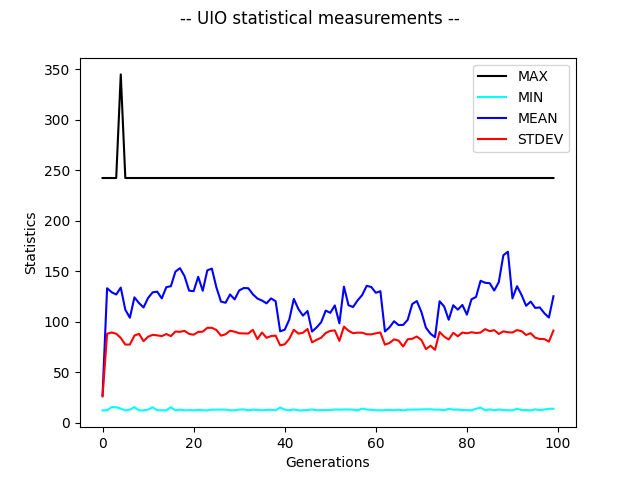 -- UIO statistical measurements --
MAX
MIN
MEAN
STDEV
Statistics
350
300
250
200
150
100
50
0
0 20 40 60 80 100
Generations